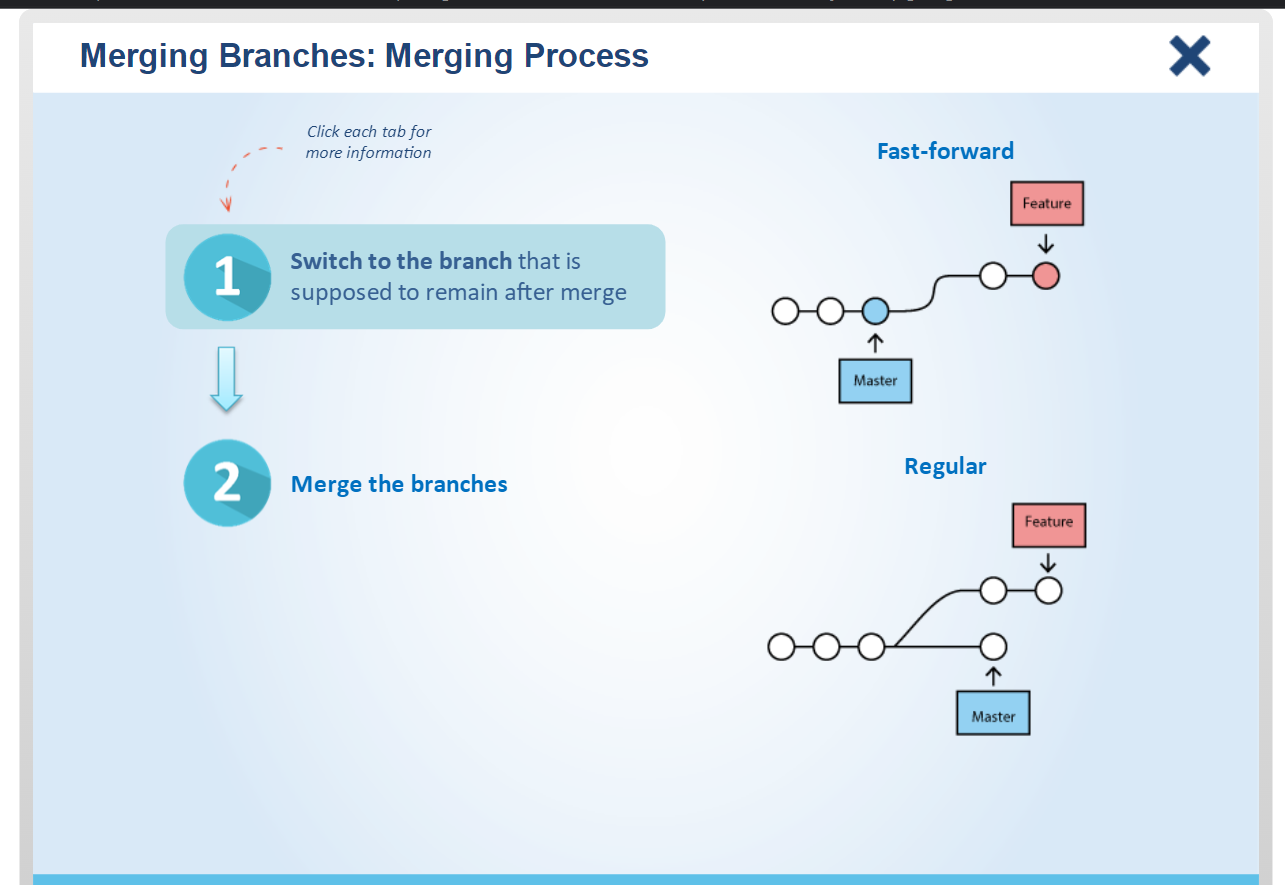 Merging Branches: Merging Process
Click each tab for
more information
1
Switch to the branch that is
supposed to remain after merge
2
Merge the branches
Fast-forward
Feature
Master
Regular
Feature
Master